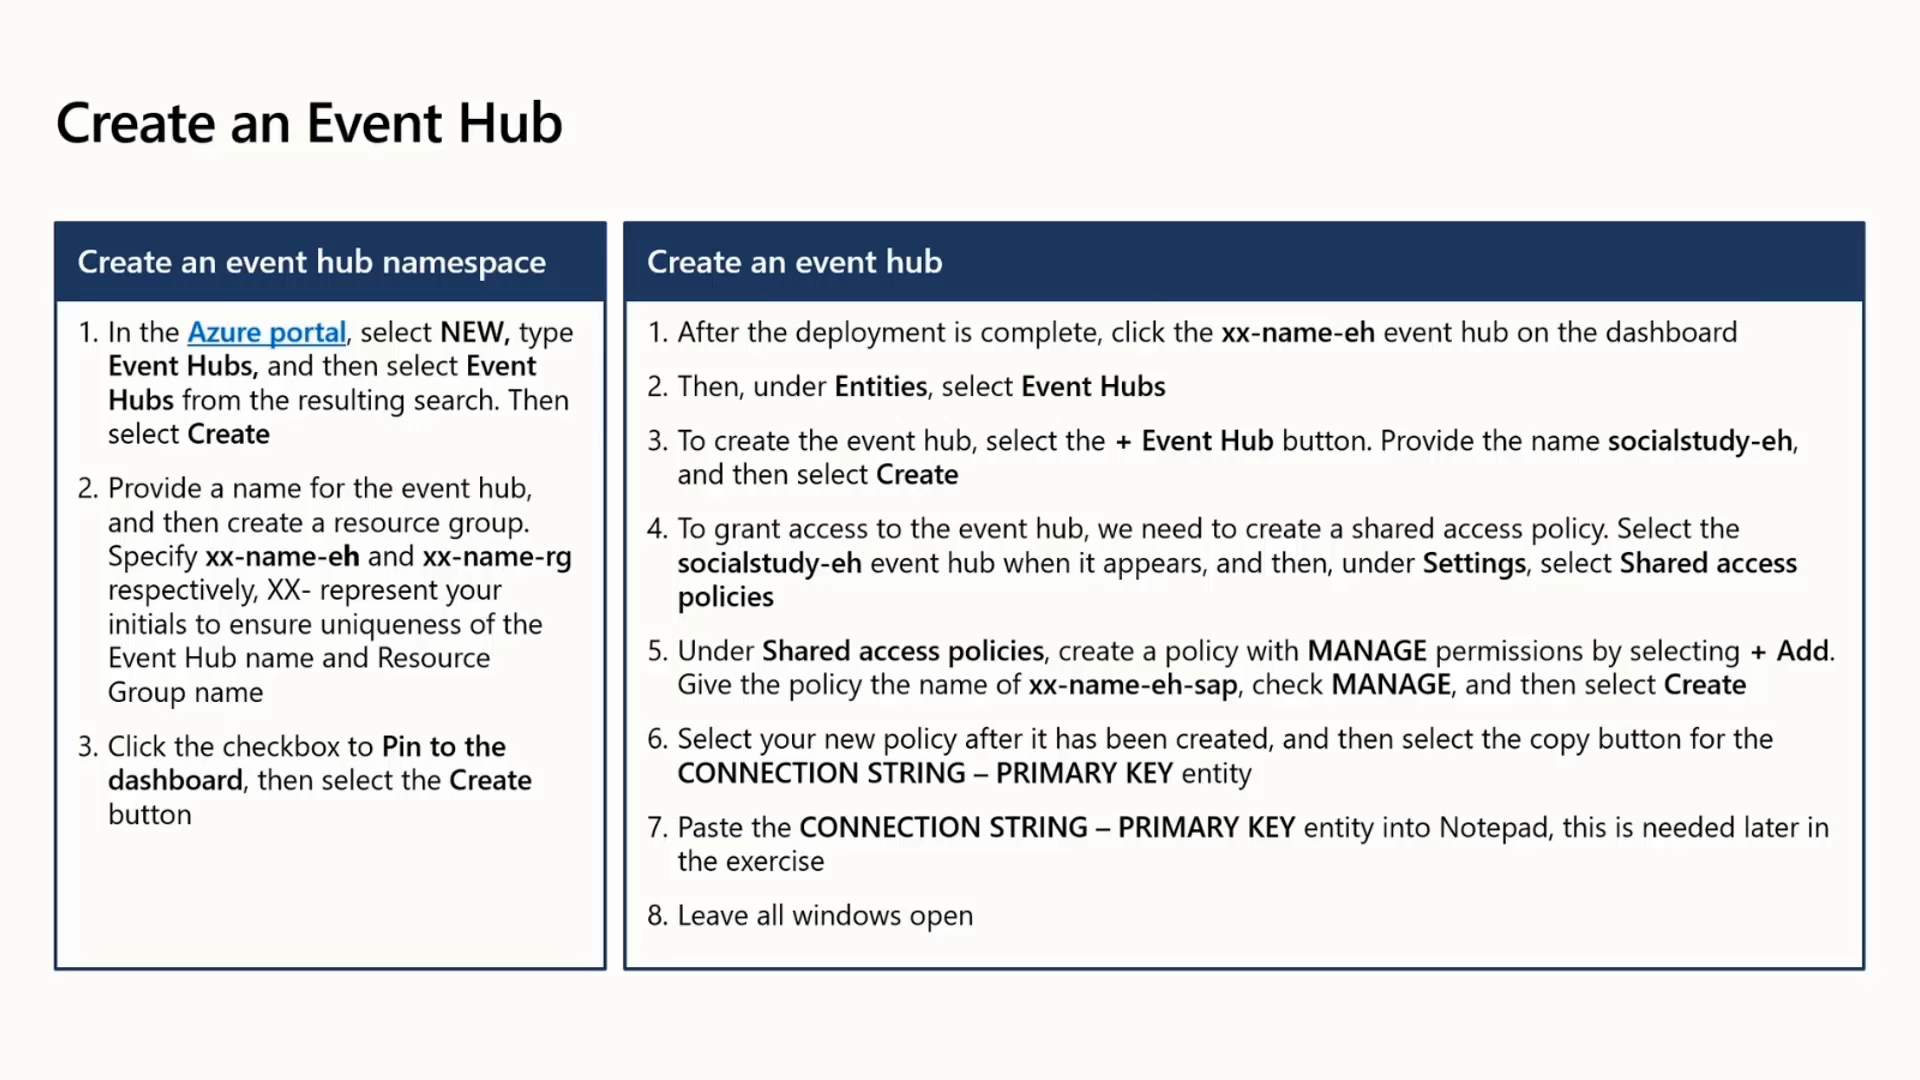 Create an Event Hub
Create an event hub namespace
1. In the Azure portal, select NEW, type
Event Hubs, and then select Event
Hubs from the resulting search. Then
select Create
2. Provide a name for the event hub,
and then create a resource group.
Specify xx-name-eh and xx-name-rg
respectively, XX- represent your
initials to ensure uniqueness of the
Event Hub name and Resource
Group name
3. Click the checkbox to Pin to the
dashboard, then select the Create
button
Create an event hub
1. After the deployment is complete, click the xx-name-eh event hub on the dashboard
2. Then, under Entities, select Event Hubs
3. To create the event hub, select the + Event Hub button. Provide the name socialstudy-eh,
and then select Create
4. To grant access to the event hub, we need to create a shared access policy. Select the
socialstudy-eh event hub when it appears, and then, under Settings, select Shared access
policies
5. Under Shared access policies, create a policy with MANAGE permissions by selecting + Add.
Give the policy the name of xx-name-eh-sap, check MANAGE, and then select Create
6. Select your new policy after it has been created, and then select the copy button for the
CONNECTION STRING – PRIMARY KEY entity
7. Paste the CONNECTION STRING – PRIMARY KEY entity into Notepad, this is needed later in
the exercise
8. Leave all windows open